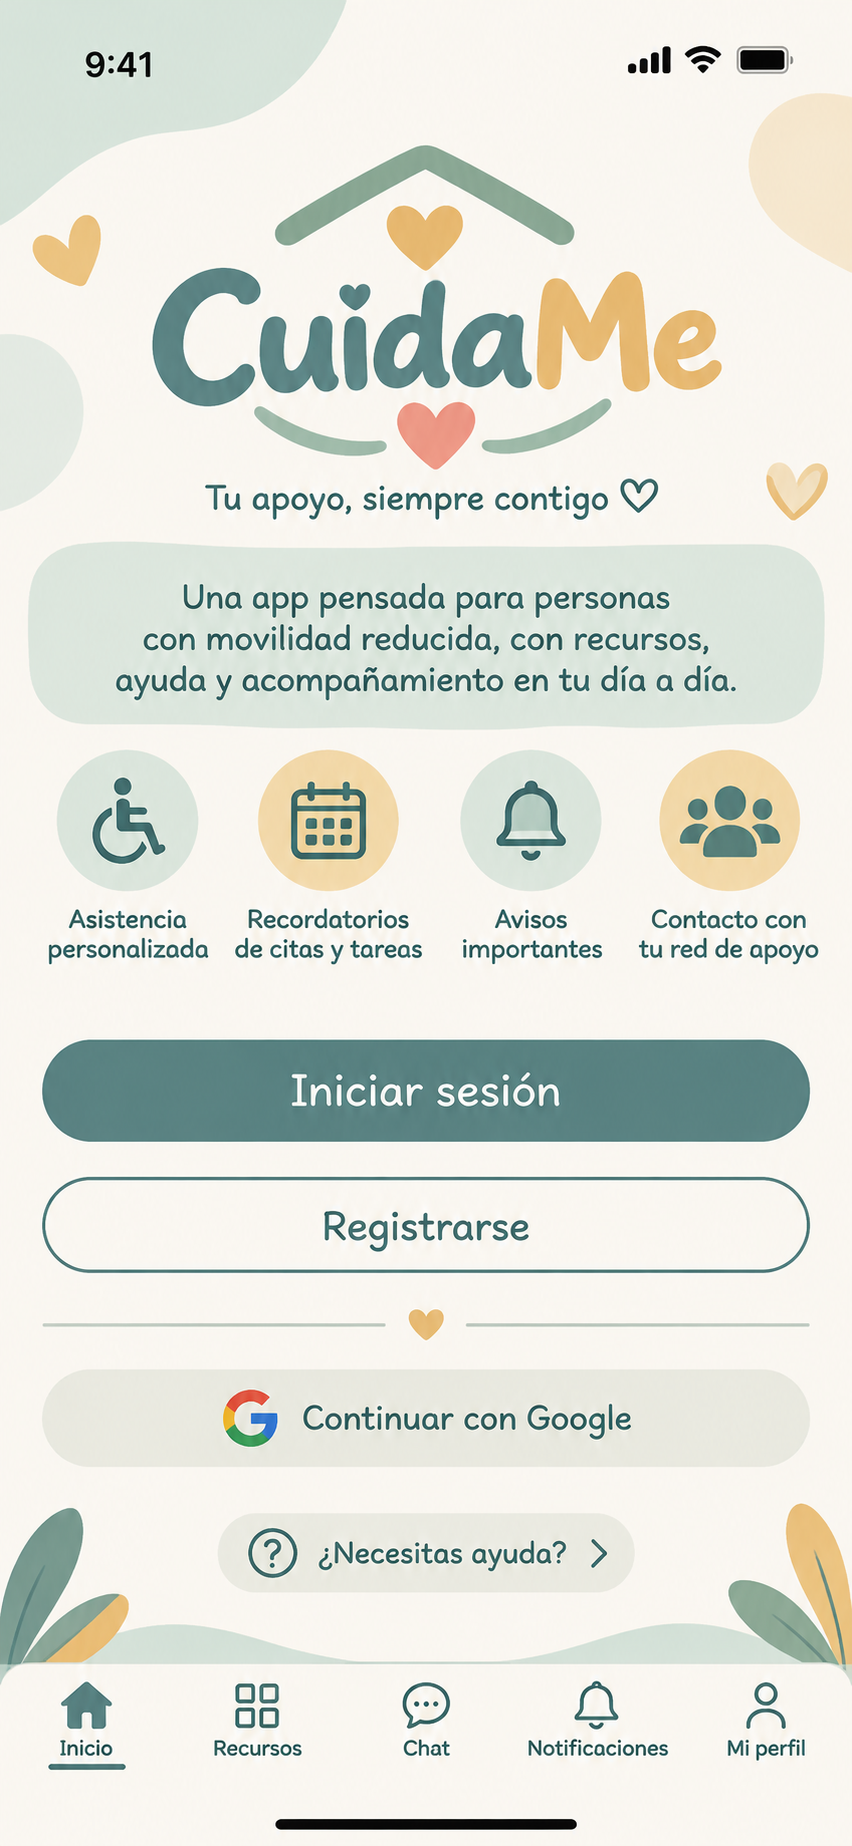 9:41
CuidaMe
Tu apoyo, siempre contigo
Una app pensada para personas
con movilidad reducida, con recursos,
ayuda y acompañamiento en tu día a día.
Asistencia
personalizada
Recordatorios
de citas y tareas
Avisos
importantes
Contacto con
tu red de apoyo
Iniciar sesión
Registrarse
Continuar con Google
¿Necesitas ayuda?
Inicio
Recursos
Chat
Notificaciones
Mi perfil